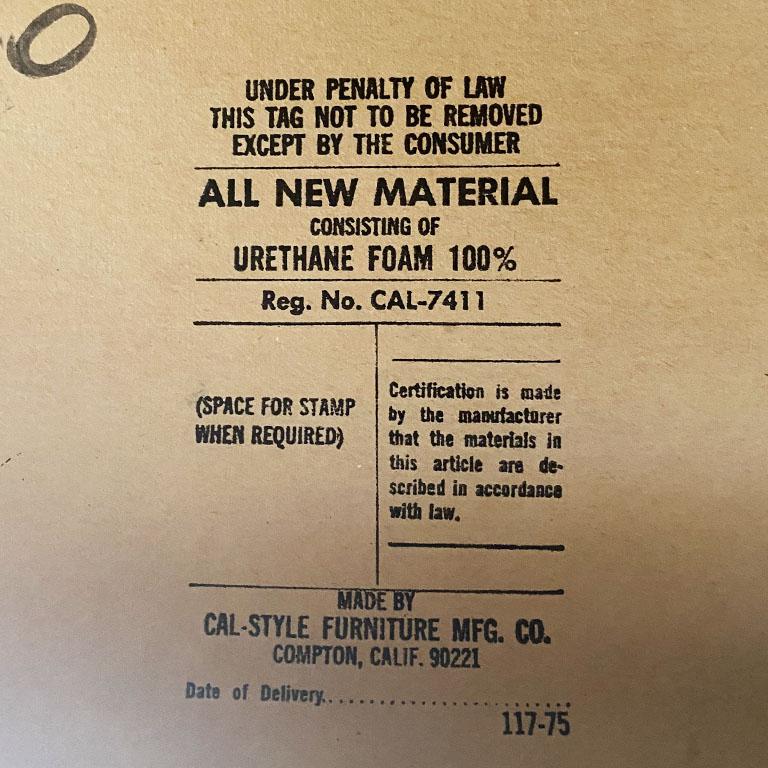 UNDER PENALTY OF LAW
THIS TAG NOT TO BE REMOVED
EXCEPT BY THE CONSUMER
ALL NEW MATERIAL
CONSISTING OF
URETHANE FOAM 100%
Reg. No. CAL-7411
(SPACE FOR STAMP
WHEN REQUIRED)
Certification is made
by the manufacturer
that the materials in
this article are de-
scribed in accordance
with law.
MADE BY
CAL-STYLE FURNITURE MFG. CO.
COMPTON, CALIF. 90221
Date of Delivery..............................
117-75